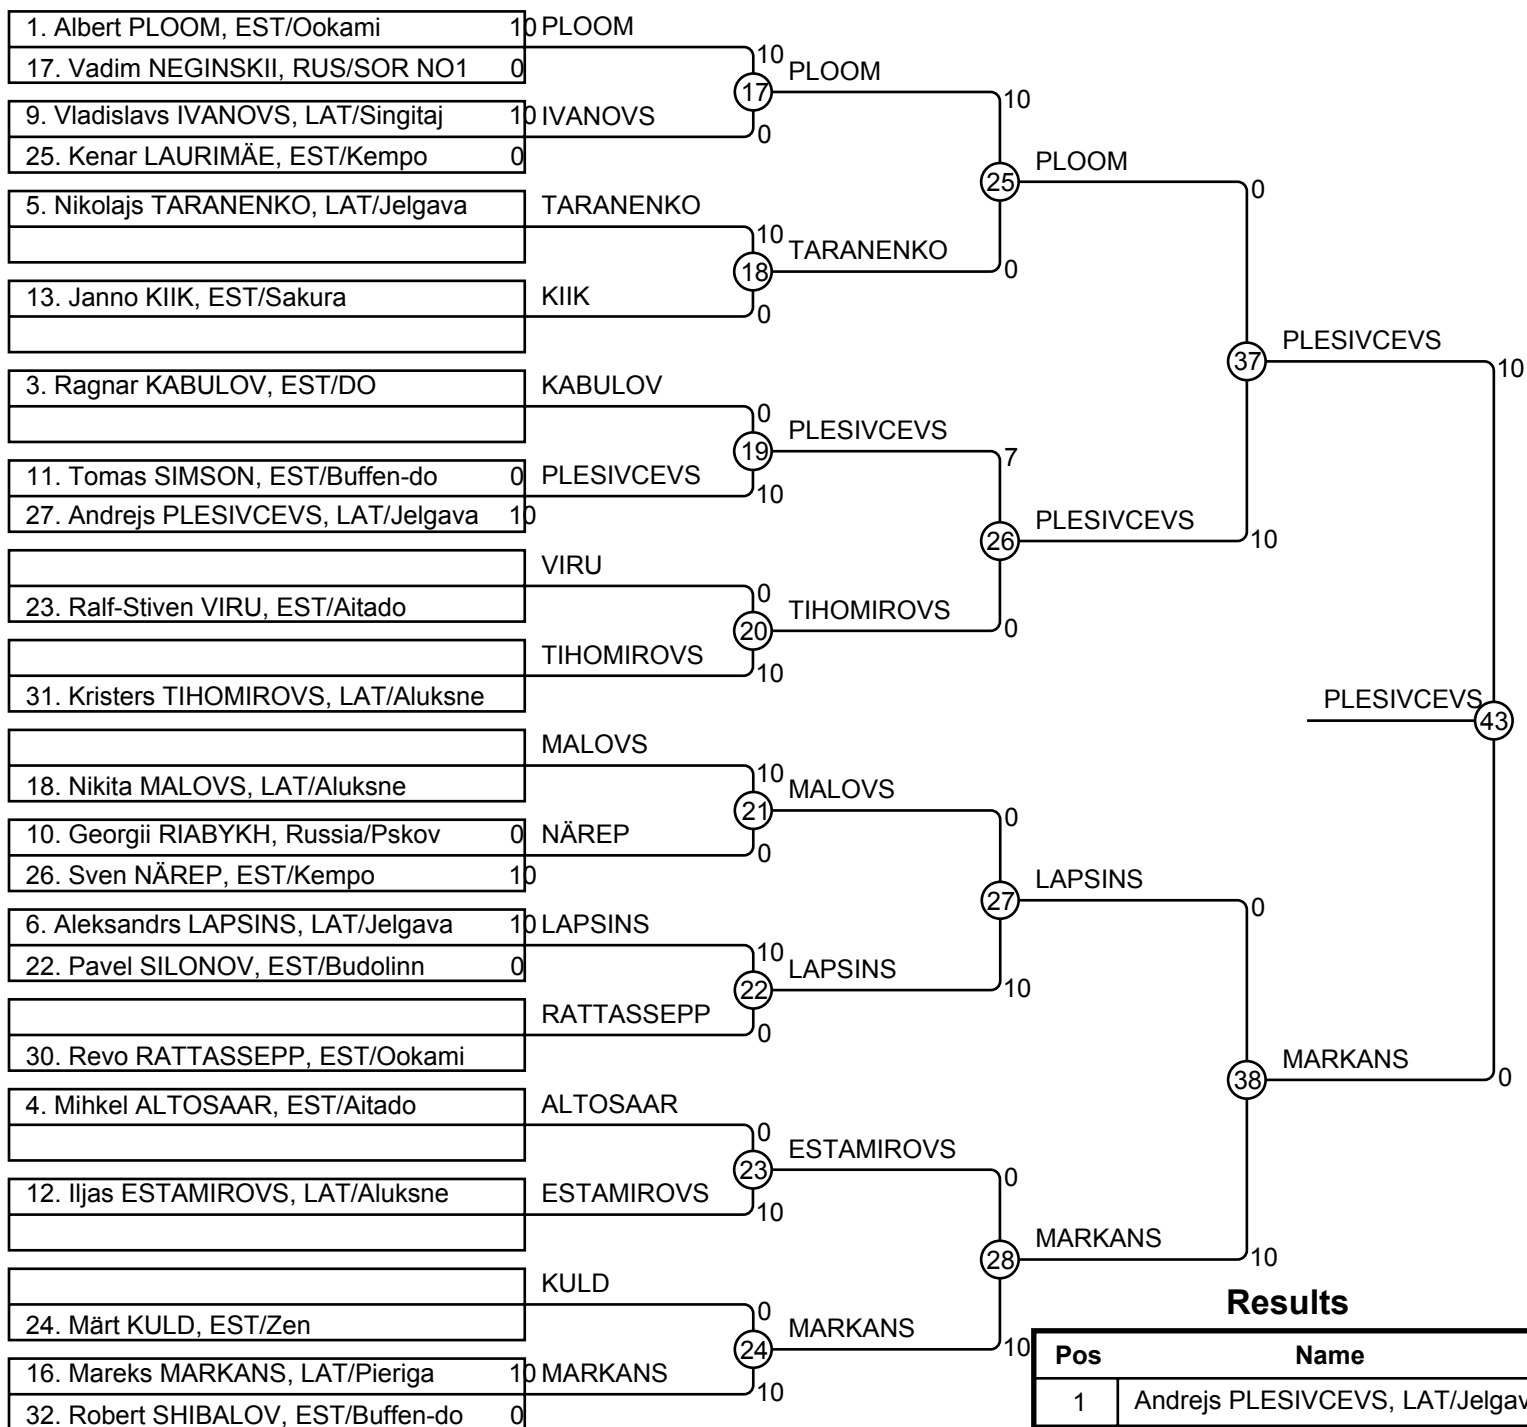 1. Albert PLOOM, EST/Ookami 10 PLOOM
17. Vadim NEGINSKII, RUS/SOR NO1 0
10
17 PLOOM
9. Vladislavs IVANOVS, LAT/Singitaj 10 IVANOVS
0
25. Kenar LAURIMÄE, EST/Kempo 0
10
25 PLOOM
5. Nikolajs TARANENKO, LAT/Jelgava TARANENKO
0
10
18 TARANENKO
0
13. Janno KIIK, EST/Sakura KIIK
0
37 PLESIVCEVS
10
3. Ragnar KABULOV, EST/DO KABULOV
0
19 PLESIVCEVS
7
11. Tomas SIMSON, EST/Buffen-do 0 PLESIVCEVS
10
27. Andrejs PLESIVCEVS, LAT/Jelgava 10
26 PLESIVCEVS
10
VIRU
0
23. Ralf-Stiven VIRU, EST/Aitado
20 TIHOMIROVS
0
TIHOMIROVS
10
31. Kristers TIHOMIROVS, LAT/Aluksne
PLESIVCEVS 43
MALOVS
10
18. Nikita MALOVS, LAT/Aluksne
21 MALOVS
0
10. Georgii RIABYKH, Russia/Pskov 0 NÄREP
0
26. Sven NÄREP, EST/Kempo 10
27 LAPSINS
0
6. Aleksandrs LAPSINS, LAT/Jelgava 10 LAPSINS
10
22. Pavel SILONOV, EST/Budolinn 0
22 LAPSINS
10
RATTASSEPP
0
30. Revo RATTASSEPP, EST/Ookami
38 MARKANS
0
4. Mihkel ALTOSAAR, EST/Aitado ALTOSAAR
0
23 ESTAMIROVS
0
12. Iljas ESTAMIROVS, LAT/Aluksne ESTAMIROVS
10
28 MARKANS
10
KULD
0
24. Märt KULD, EST/Zen
24 MARKANS
10
16. Mareks MARKANS, LAT/Pieriga 10 MARKANS
10
32. Robert SHIBALOV, EST/Buffen-do 0
Results
Pos Name
1 Andrejs PLESIVCEVS, LAT/Jelgav